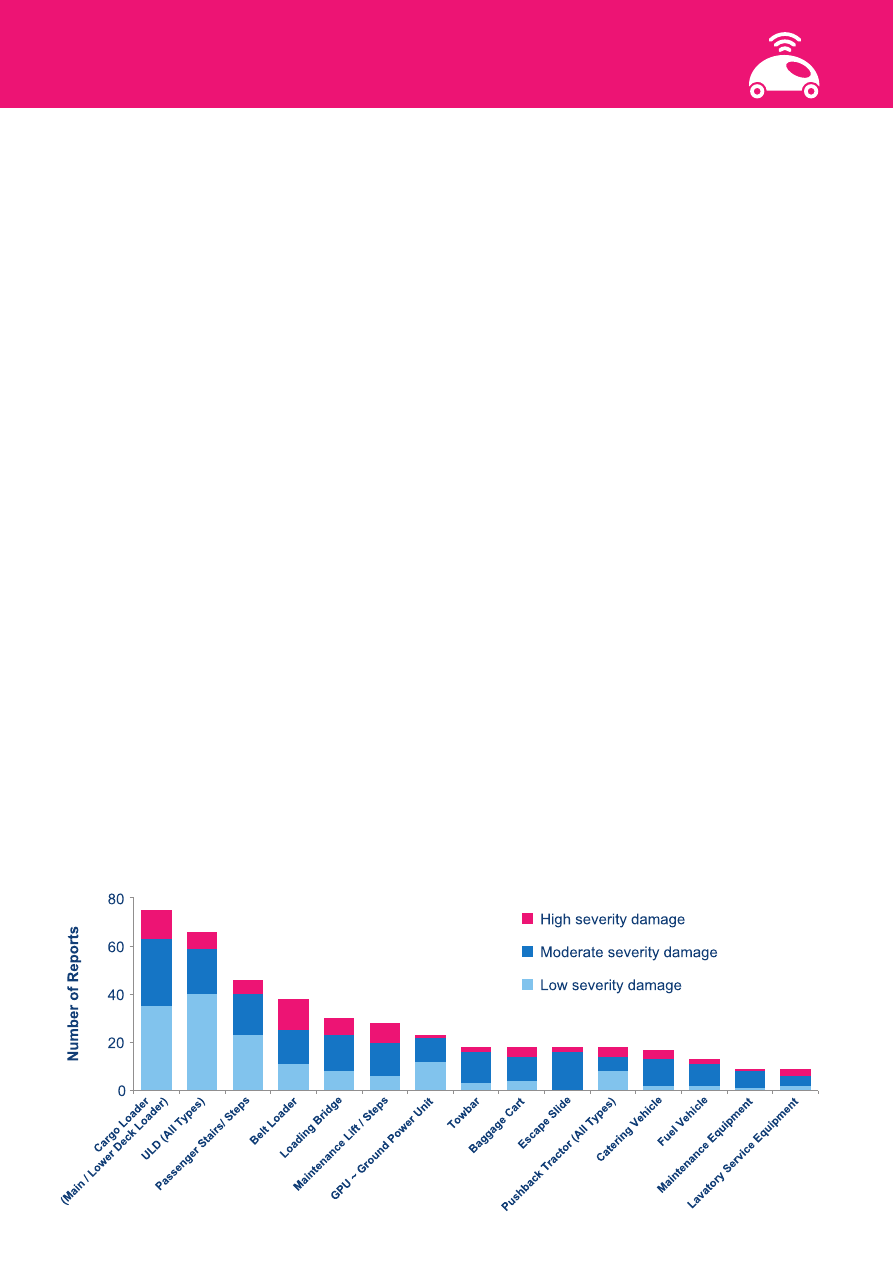 80
60
40
20
0
Number of Reports
High severity damage
Moderate severity damage
Low severity damage
Cargo Loader
(Main / Lower Deck Loader)
ULD (All Types)
Passenger Stairs/ Steps
Belt Loader
Loading Bridge
Maintenance Lift / Steps
GPU ~ Ground Power Unit
Towbar
Baggage Cart
Escape Slide
Pushback Tractor (All Types)
Catering Vehicle
Fuel Vehicle
Maintenance Equipment
Lavatory Service Equipment